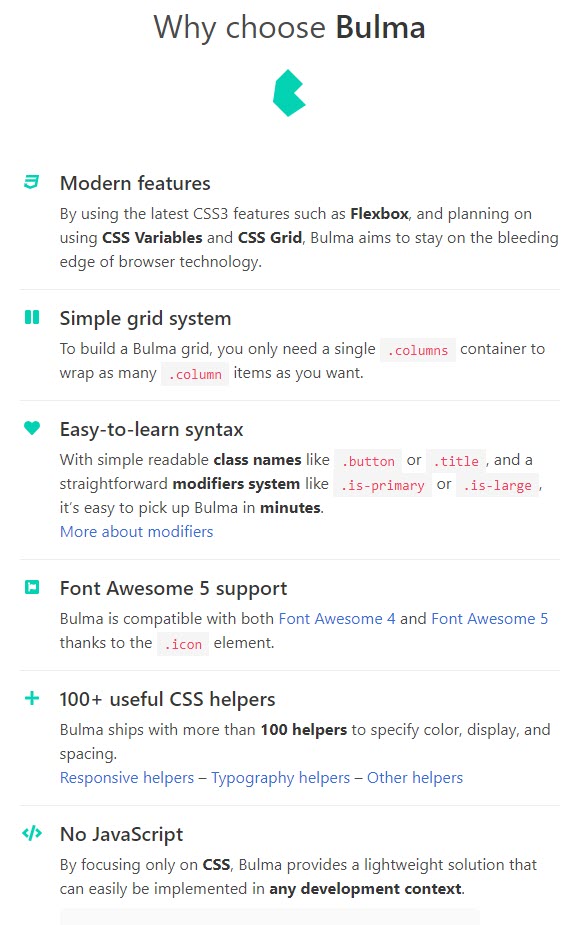 Why choose Bulma
Modern features
By using the latest CSS3 features such as Flexbox, and planning on
using CSS Variables and CSS Grid, Bulma aims to stay on the bleeding
edge of browser technology.
Simple grid system
To build a Bulma grid, you only need a single .columns container to
wrap as many .column items as you want.
Easy-to-learn syntax
With simple readable class names like .button or .title, and a
straightforward modifiers system like .is-primary or .is-large,
it’s easy to pick up Bulma in minutes.
More about modifiers
Font Awesome 5 support
Bulma is compatible with both Font Awesome 4 and Font Awesome 5
thanks to the .icon element.
100+ useful CSS helpers
Bulma ships with more than 100 helpers to specify color, display, and
spacing.
Responsive helpers – Typography helpers – Other helpers
No JavaScript
By focusing only on CSS, Bulma provides a lightweight solution that
can easily be implemented in any development context.